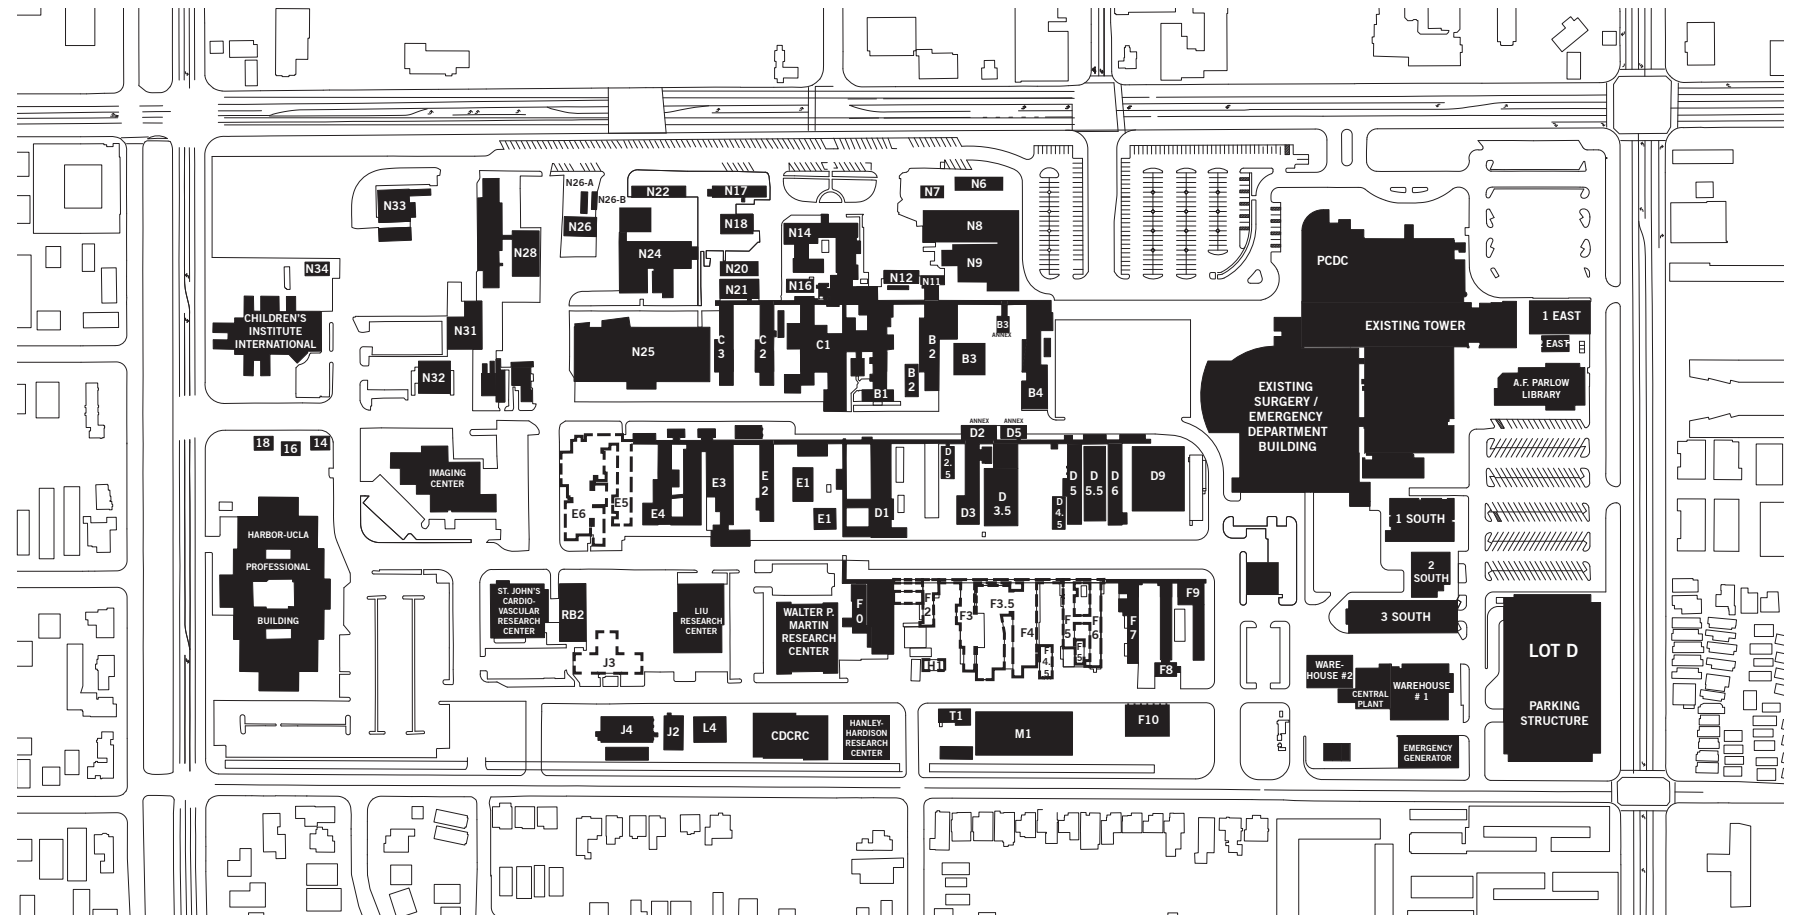 N26-A
N22
N17
N7
N6
N33
N26-B
N26
N18
N14
N8
N28
N24
N9
PCDC
N34
N20
N12
N11
N21
N16
CHILDREN'S
INSTITUTE
INTERNATIONAL
N31
N25
C
3
C
2
C1
B
2
B3
ANNEX
B3
EXISTING TOWER
1 EAST
EAST
N32
B
2
B1
B4
EXISTING
SURGERY /
EMERGENCY
DEPARTMENT
BUILDING
A.F. PARLOW
LIBRARY
18
16
14
ANNEX
D2
ANNEX
D5
IMAGING
CENTER
E6
E5
E4
E3
E
2
E1
E1
D1
D
2.
5
D3
D
3.5
D
4.
5
D
5
D
5.5
D
6
D9
1 SOUTH
HARBOR-UCLA
PROFESSIONAL
BUILDING
2
SOUTH
3 SOUTH
ST. JOHN'S
CARDIO-
VASCULAR
RESEARCH
CENTER
RB2
LIU
RESEARCH
CENTER
WALTER P.
MARTIN
RESEARCH
CENTER
F
0
F
2
F3
F3.5
F4
F
4.
5
F
5
F
5
F
6
F
7
F9
F8
H1
J3
LOT D
PARKING
STRUCTURE
WARE-
HOUSE #2
CENTRAL
PLANT
WAREHOUSE
# 1
J4
J2
L4
CDCRC
HANLEY-
HARDISON
RESEARCH
CENTER
T1
M1
F10
EMERGENCY
GENERATOR